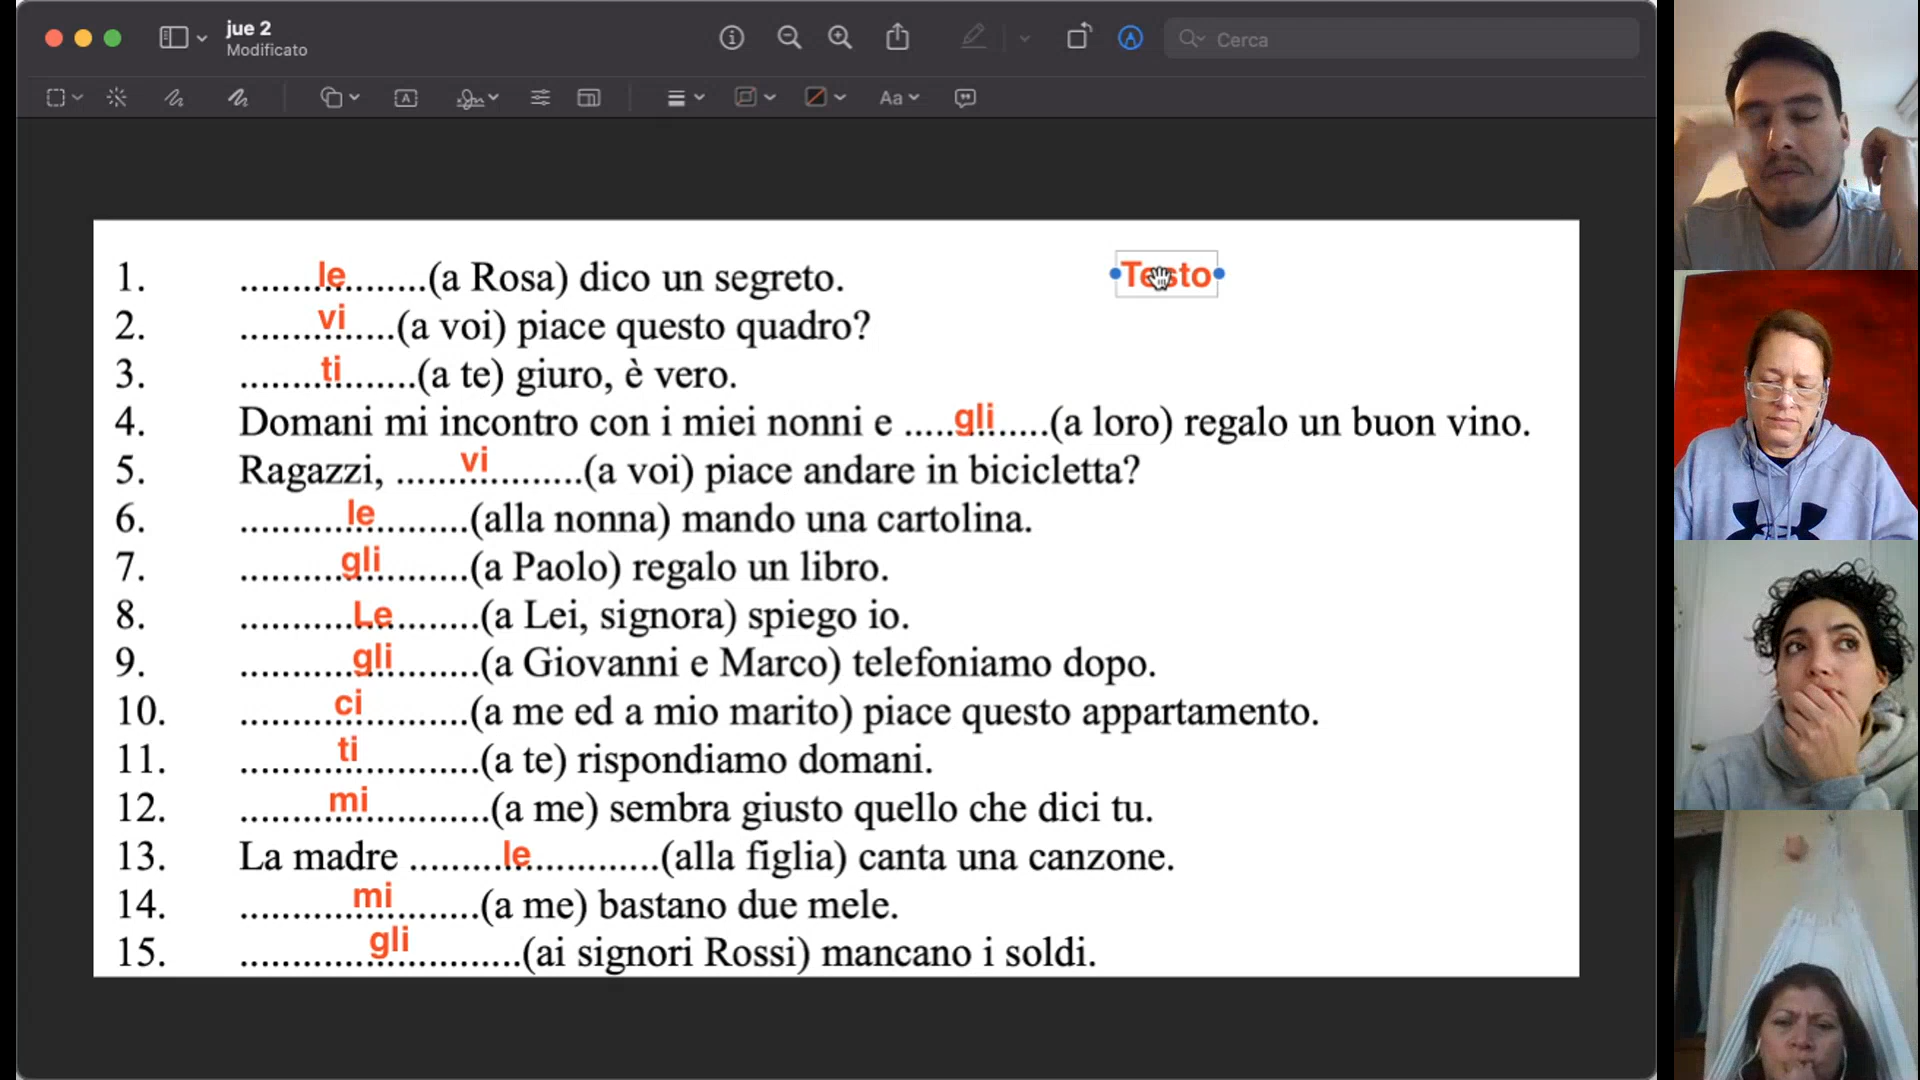 jue 2
Modificato
Cerca
A
Aa
1. ..................(a Rosa) dico un segreto.
le
Testo
2. ...............(a voi) piace questo quadro?
vi
3. .................(a te) giuro, è vero.
ti
4. Domani mi incontro con i miei nonni e ..............(a loro) regalo un buon vino.
gli
5. Ragazzi, ..................(a voi) piace andare in bicicletta?
vi
6. ......................(alla nonna) mando una cartolina.
le
7. ......................(a Paolo) regalo un libro.
gli
8. .......................(a Lei, signora) spiego io.
Le
9. .......................(a Giovanni e Marco) telefoniamo dopo.
gli
10. ......................(a me ed a mio marito) piace questo appartamento.
ci
11. .......................(a te) rispondiamo domani.
ti
12. ........................(a me) sembra giusto quello che dici tu.
mi
13. La madre ........................(alla figlia) canta una canzone.
le
14. .......................(a me) bastano due mele.
mi
15. ...........................(ai signori Rossi) mancano i soldi.
gli